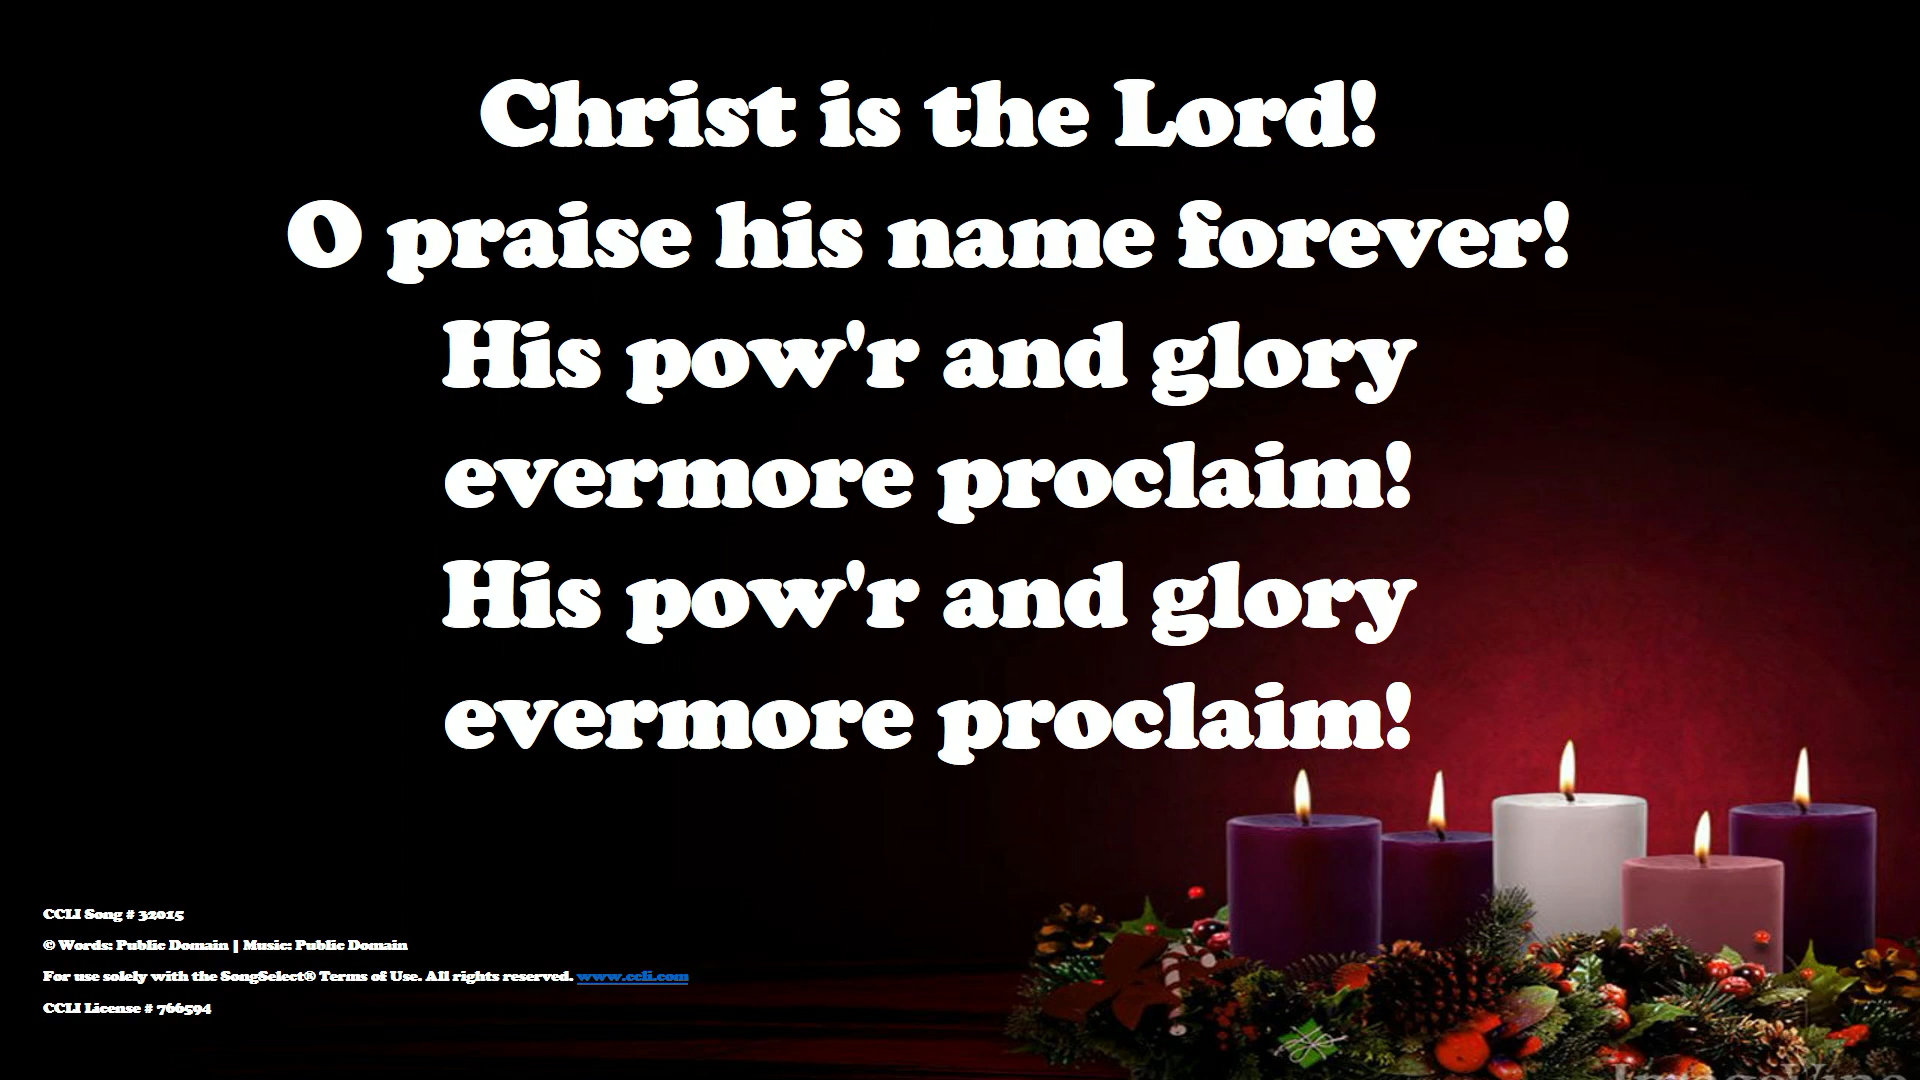 Christ is the Lord!
O praise his name forever!
His pow'r and glory
evermore proclaim!
His pow'r and glory
evermore proclaim!
CCLI Song # 32015
© Words: Public Domain | Music: Public Domain
For use solely with the SongSelect® Terms of Use. All rights reserved. www.ccli.com
CCLI License # 766594